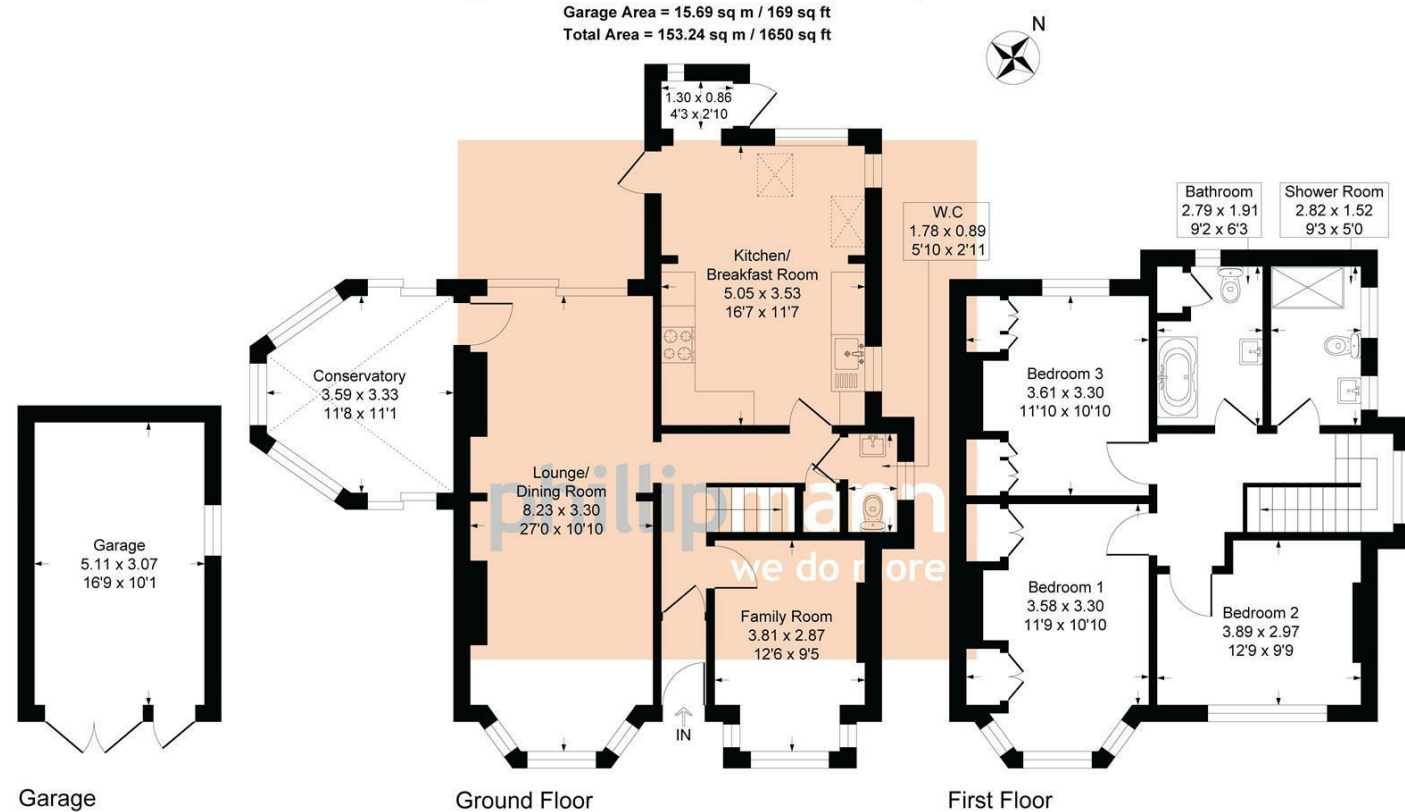 Garage Area = 15.69 sq m / 169 sq ft
Total Area = 153.24 sq m / 1650 sq ft
N
1.30 x 0.86
4'3 x 2'10
Kitchen/
Breakfast Room
5.05 x 3.53
16'7 x 11'7
W.C
1.78 x 0.89
5'10 x 2'11
Bathroom
2.79 x 1.91
9'2 x 6'3
Shower Room
2.82 x 1.52
9'3 x 5'0
Conservatory
3.59 x 3.33
11'8 x 11'1
Lounge/
Dining Room
8.23 x 3.30
27'0 x 10'10
Bedroom 3
3.61 x 3.30
11'10 x 10'10
Garage
5.11 x 3.07
16'9 x 10'1
phillipmann
we do more
Family Room
3.81 x 2.87
12'6 x 9'5
Bedroom 1
3.58 x 3.30
11'9 x 10'10
Bedroom 2
3.89 x 2.97
12'9 x 9'9
IN
Garage
Ground Floor
First Floor